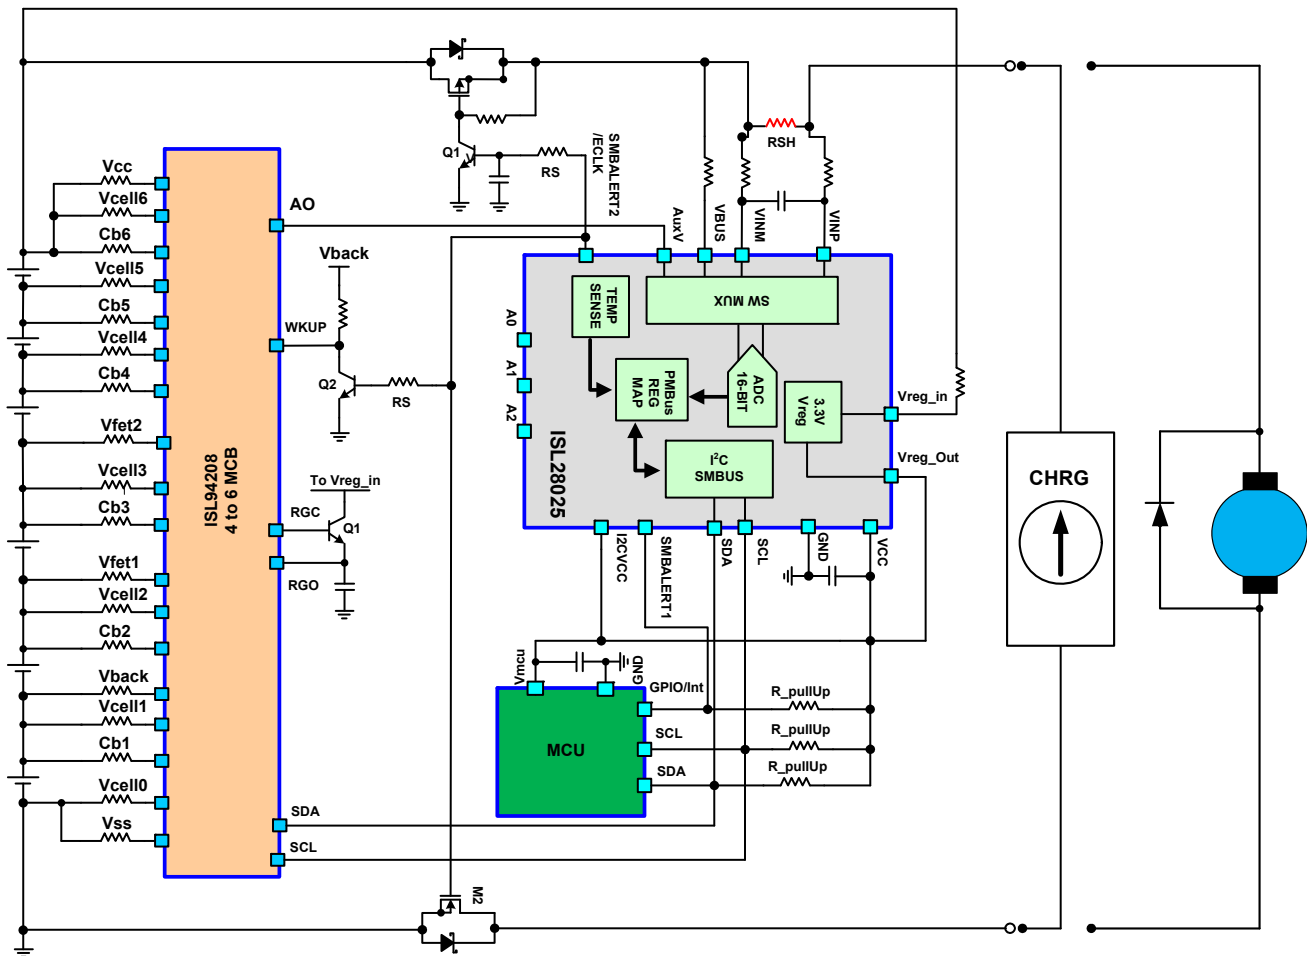 Vcc
Vcell6
Cb6
Vcell5
Cb5
Vcell4
Cb4
Vfet2
Vcell3
Cb3
Vfet1
Vcell2
Cb2
Vback
Vcell1
Cb1
Vcell0
Vss
ISL94208
4 to 6 MCB
AO
WKUP
RGC
RGO
SDA
SCL
Vback
Q2
RS
To Vreg_in
Q1
Q1
RS
SMBALERT2
/ECLK
AuxV
VBUS
VINM
VINP
RSH
TEMP
SENSE
SW MUX
A0
A1
A2
PMBus
REG
MAP
ADC
16-BIT
3.3V
Vreg
Vreg_in
Vreg_Out
I²C
SMBUS
ISL28025
I2CVCC
SMBALERT1
SDA
SCL
GND
VCC
Vmcu
GND
GPIO/Int
SCL
SDA
MCU
R_pullUp
R_pullUp
R_pullUp
M2
CHRG